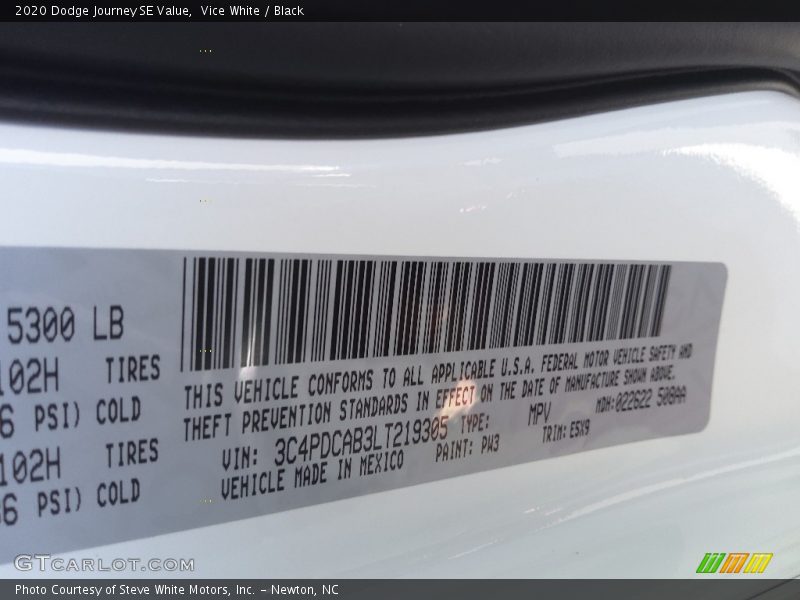 2020 Dodge Journey SE Value,  Vice White / Black
5300 LB
102H TIRES
6 PSI) COLD
102H TIRES
36 PSI) COLD
THIS VEHICLE CONFORMS TO ALL APPLICABLE U.S.A. FEDERAL MOTOR VEHICLE SAFETY AND
THEFT PREVENTION STANDARDS IN EFFECT ON THE DATE OF MANUFACTURE SHOWN ABOVE.
VIN: 3C4PDCAB3LT219305 TYPE: MPV MDH:022622 508AA
VEHICLE MADE IN MEXICO PAINT: PW3 TRIM: E5X9
GTCARLOT.COM
Photo Courtesy of Steve White Motors, Inc. – Newton, NC